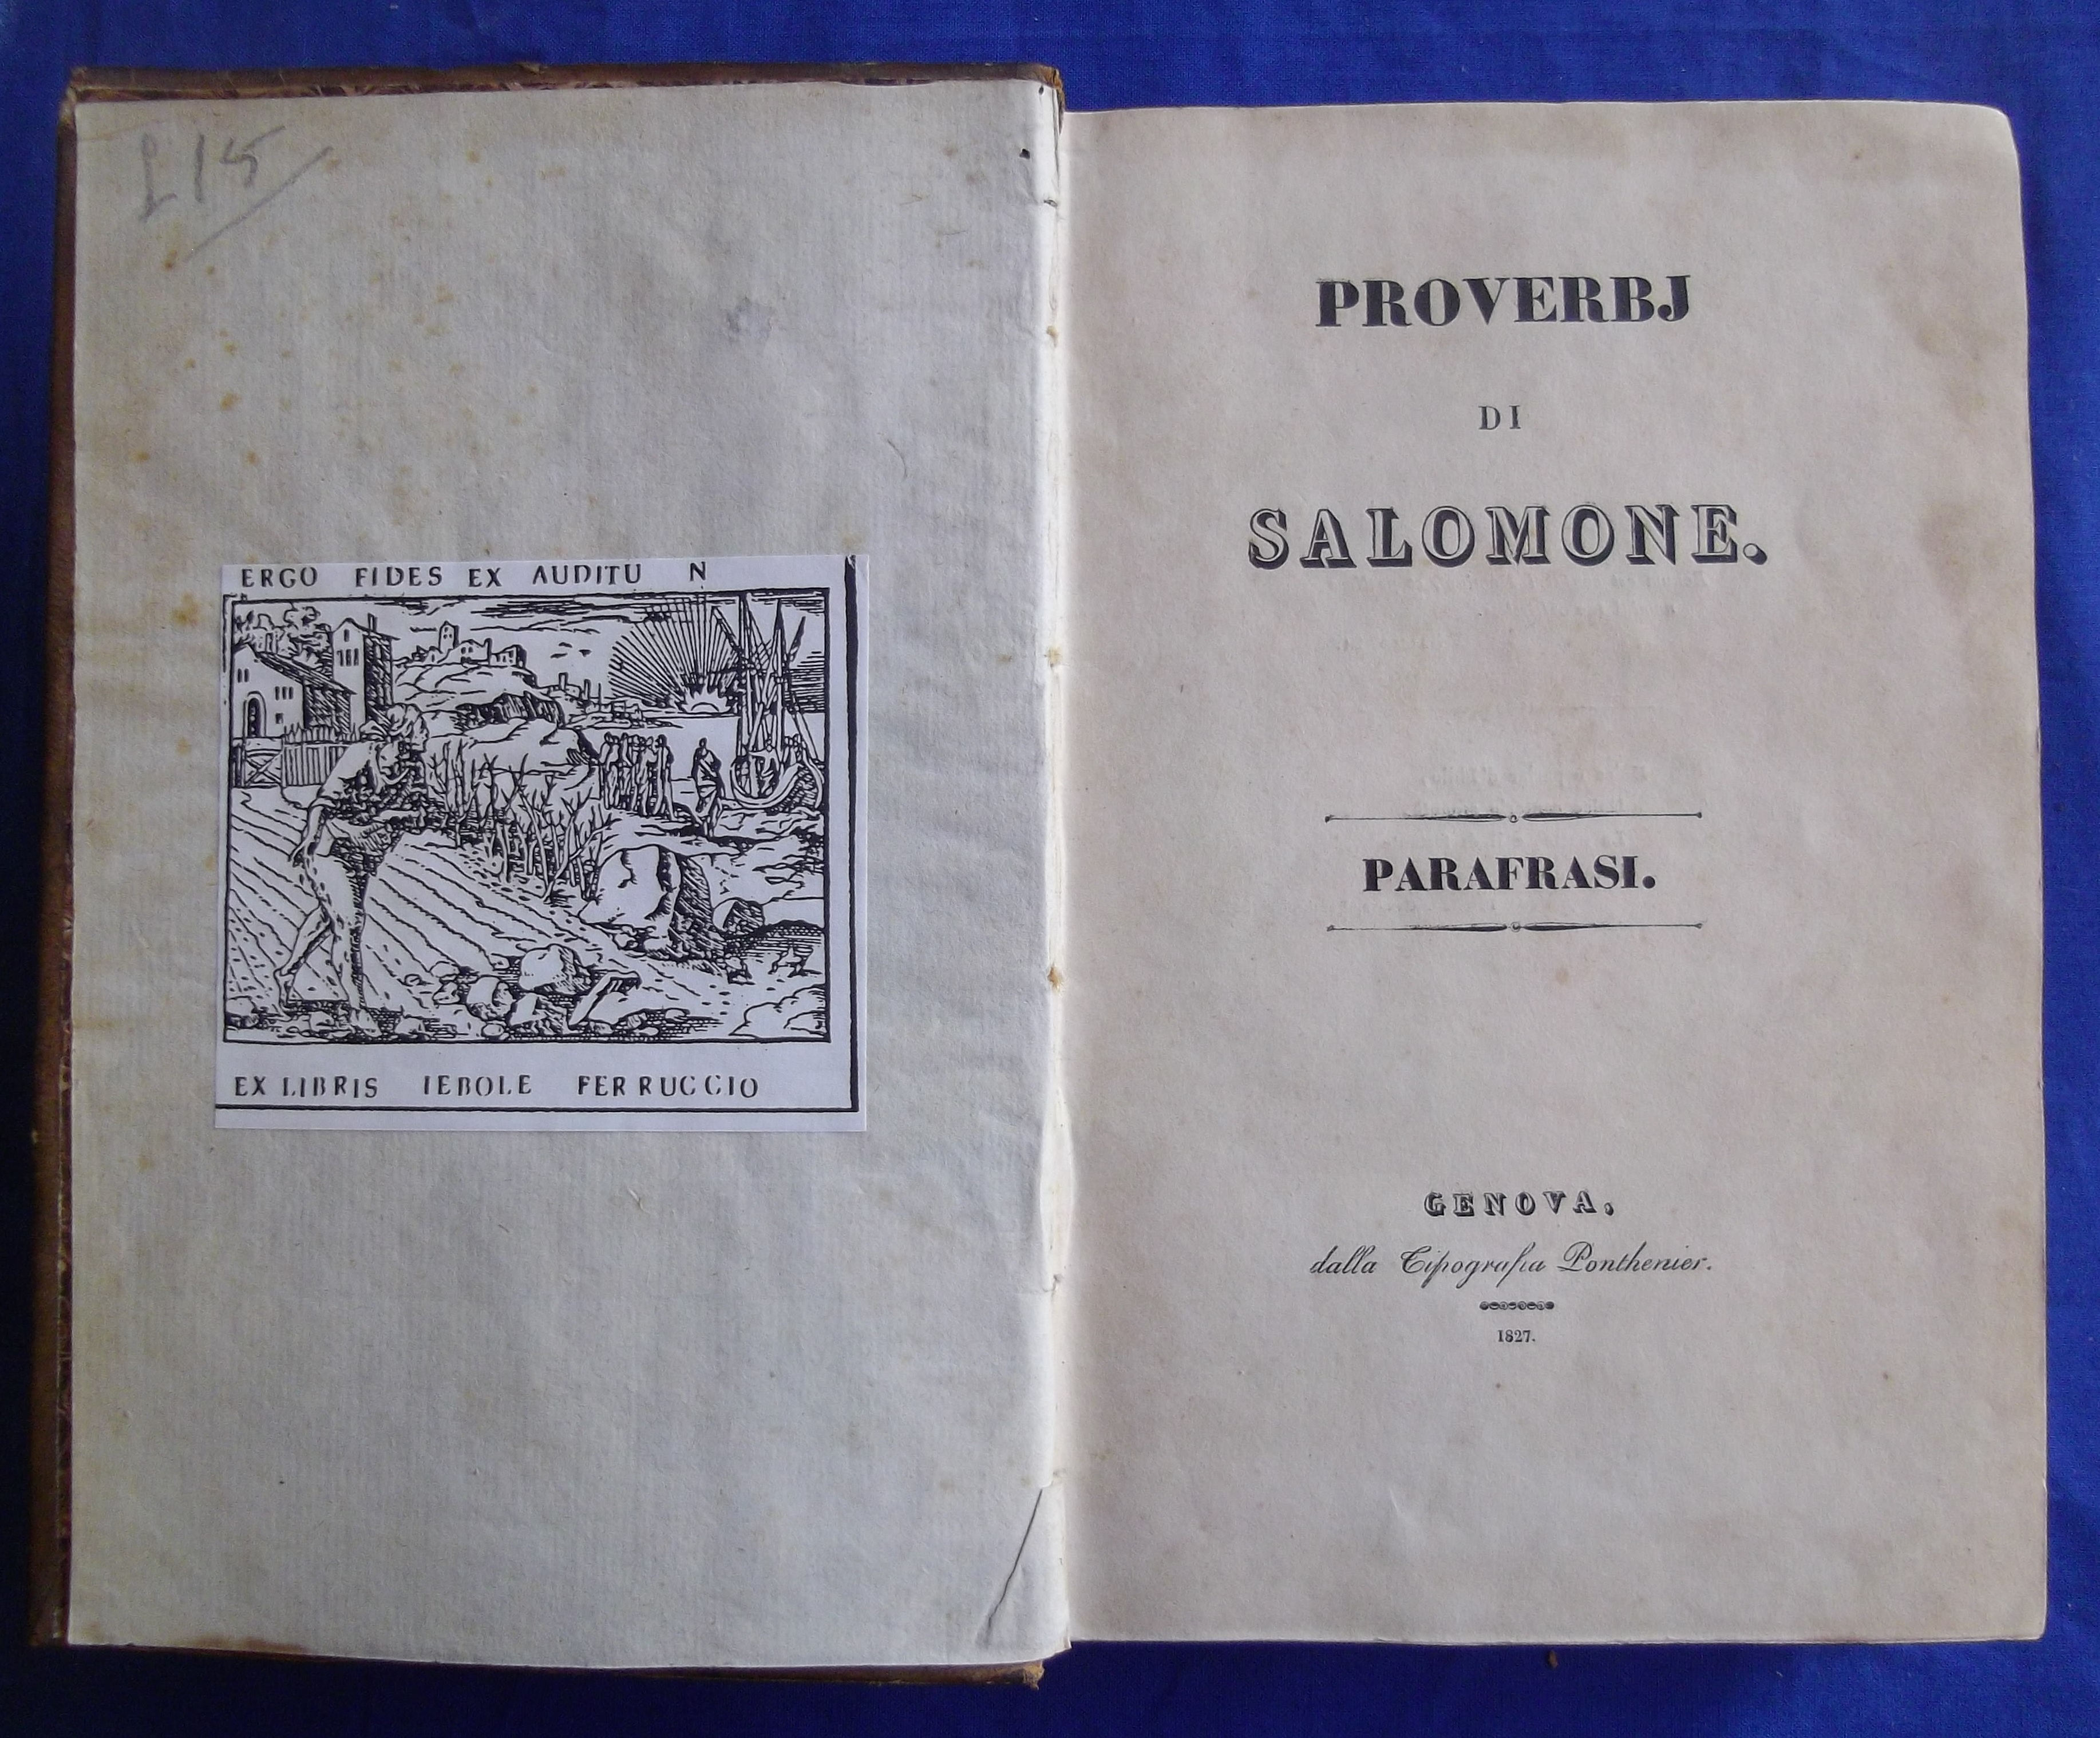 £ 15
ERGO FIDES EX AUDITU N
EX LIBRIS IEBOLE FERRUCCIO
PROVERBJ
DI
SALOMONE.
PARAFRASI.
GENOVA,
dalla Tipografia Ponthenier.
1827.